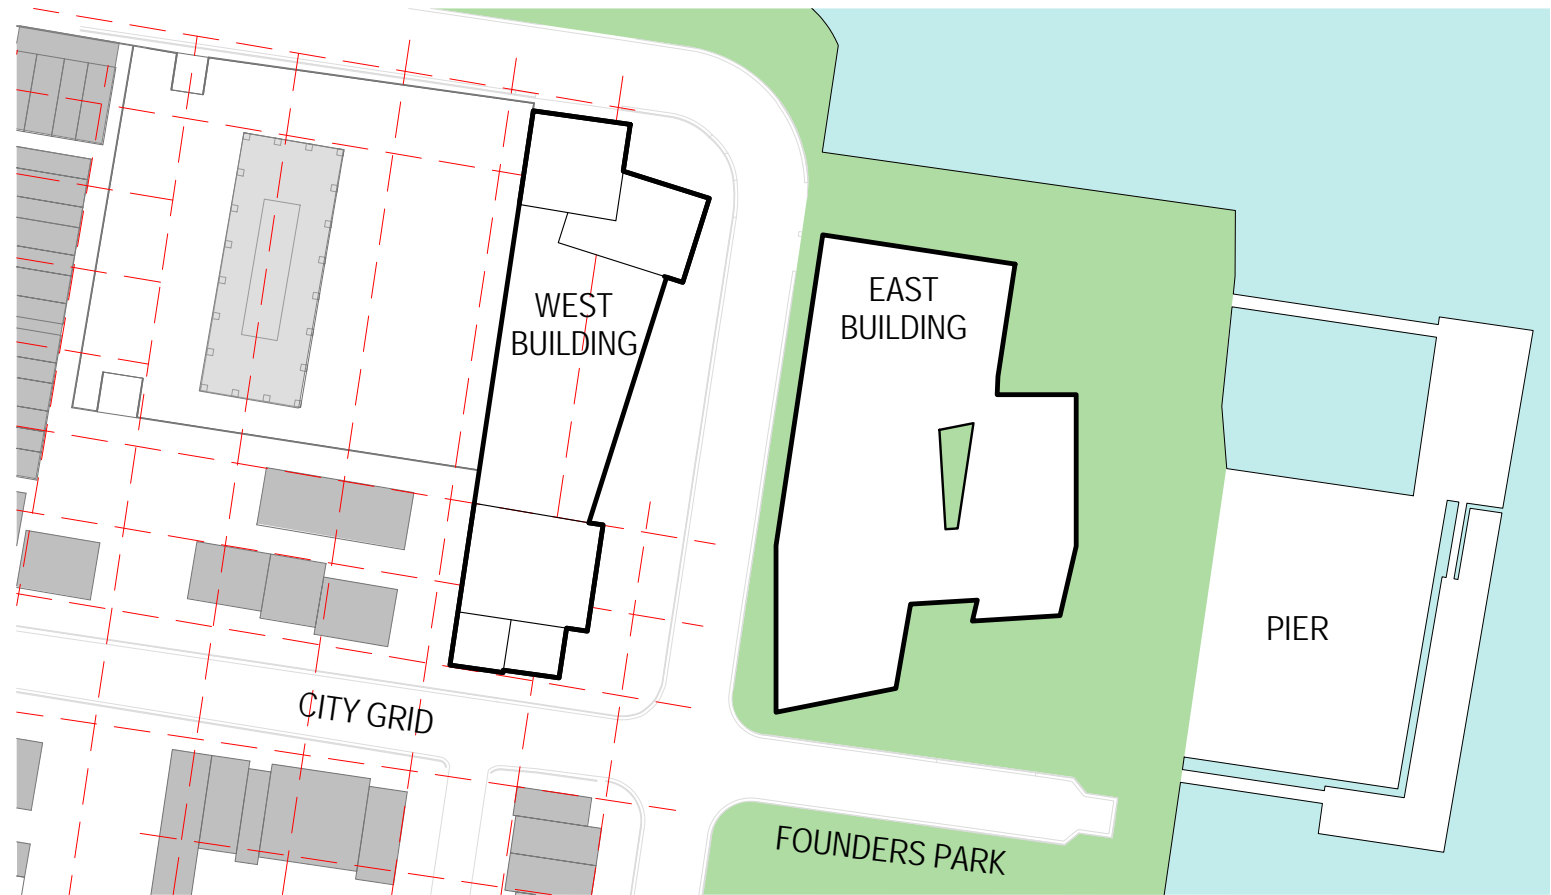 EAST
BUILDING
WEST
BUILDING
PIER
CITY GRID
FOUNDERS PARK